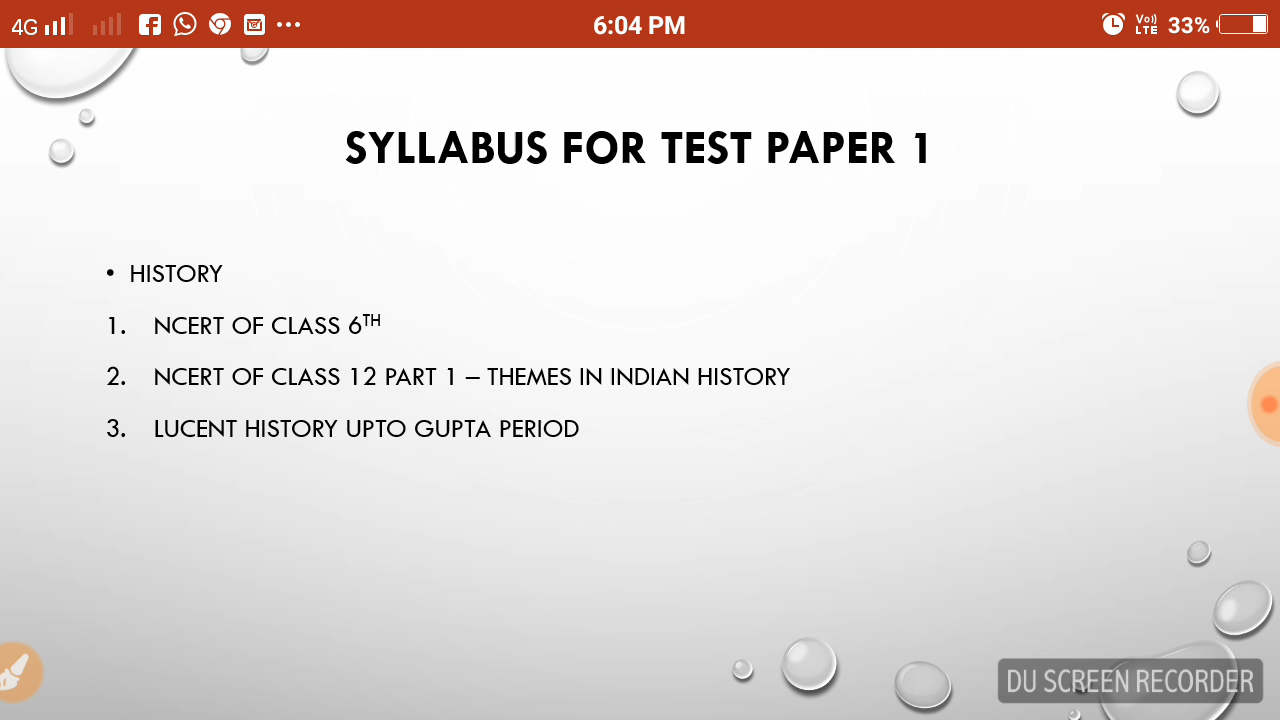 4G 6:04 PM Vo)) LTE 33%
SYLLABUS FOR TEST PAPER 1
• HISTORY
1. NCERT OF CLASS 6TH
2. NCERT OF CLASS 12 PART 1 – THEMES IN INDIAN HISTORY
3. LUCENT HISTORY UPTO GUPTA PERIOD
DU SCREEN RECORDER